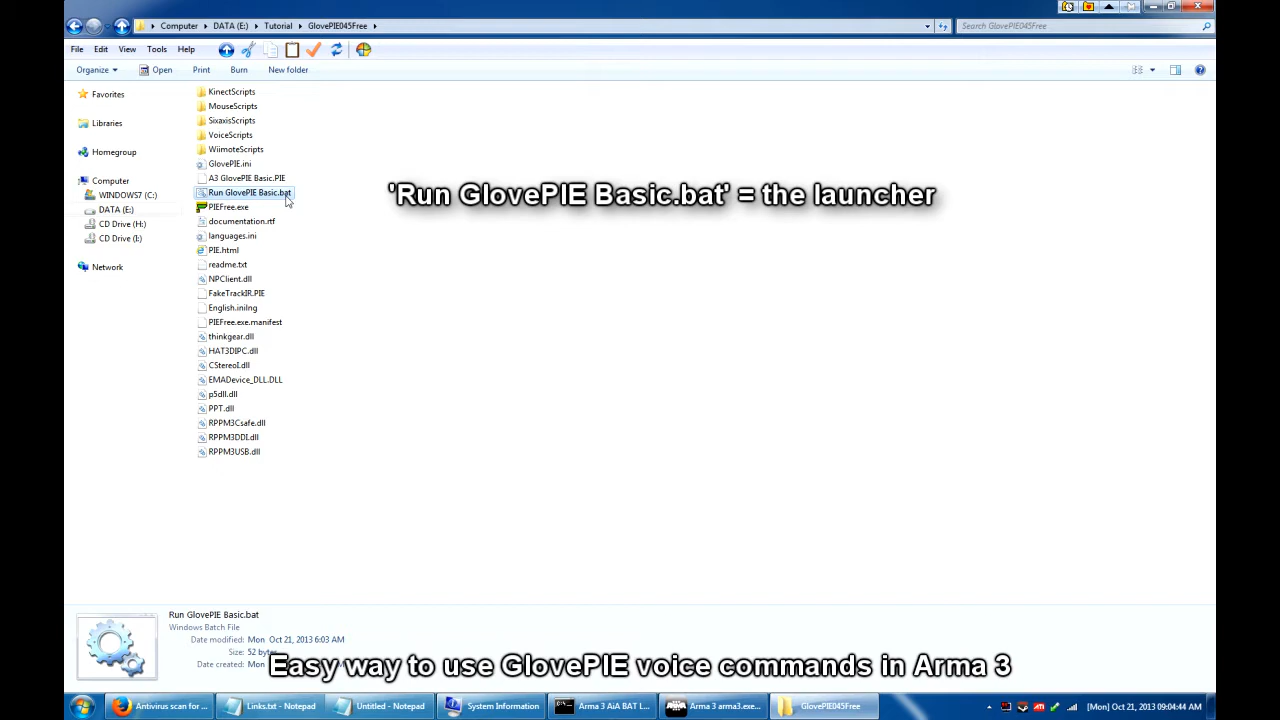 Computer ▸ DATA (E:) ▸ Tutorial ▸ GlovePIE045Free ▸
Search GlovePIE045Free
File Edit View Tools Help
Organize Open Print Burn New folder
Favorites
Libraries
Homegroup
Computer
WINDOWS7 (C:)
DATA (E:)
CD Drive (H:)
CD Drive (I:)
Network
KinectScripts
MouseScripts
SixaxisScripts
VoiceScripts
WiimoteScripts
GlovePIE.ini
A3 GlovePIE Basic.PIE
Run GlovePIE Basic.bat
PIEFree.exe
documentation.rtf
languages.ini
PIE.html
readme.txt
NPClient.dll
FakeTrackIR.PIE
English.inilng
PIEFree.exe.manifest
thinkgear.dll
HAT3DIPC.dll
CStereoI.dll
EMADevice_DLL.DLL
p5dll.dll
PPT.dll
RPPM3Csafe.dll
RPPM3DDI.dll
RPPM3USB.dll
'Run GlovePIE Basic.bat' = the launcher
Run GlovePIE Basic.bat
Windows Batch File
Date modified: Mon Oct 21, 2013 6:03 AM
Size: 52 bytes
Date created: Mon
Easy way to use GlovePIE voice commands in Arma 3
Antivirus scan for ... Links.txt - Notepad Untitled - Notepad System Information Arma 3 AiA BAT L... Arma 3 arma3.exe... GlovePIE045Free [Mon] Oct 21, 2013 09:04:44 AM